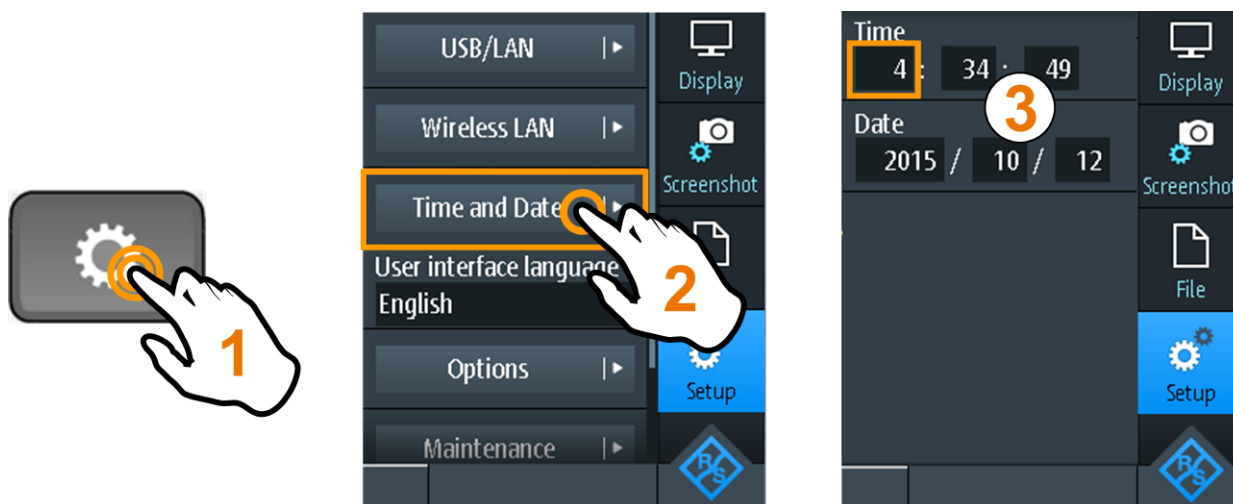 1
USB/LAN
Wireless LAN
Time and Date
User interface language
English
Options
Maintenance
Display
Screenshot
Setup
R&S
2
Time
4 : 34 : 49
Date
2015 / 10 / 12
3
Display
Screenshot
File
Setup
R&S